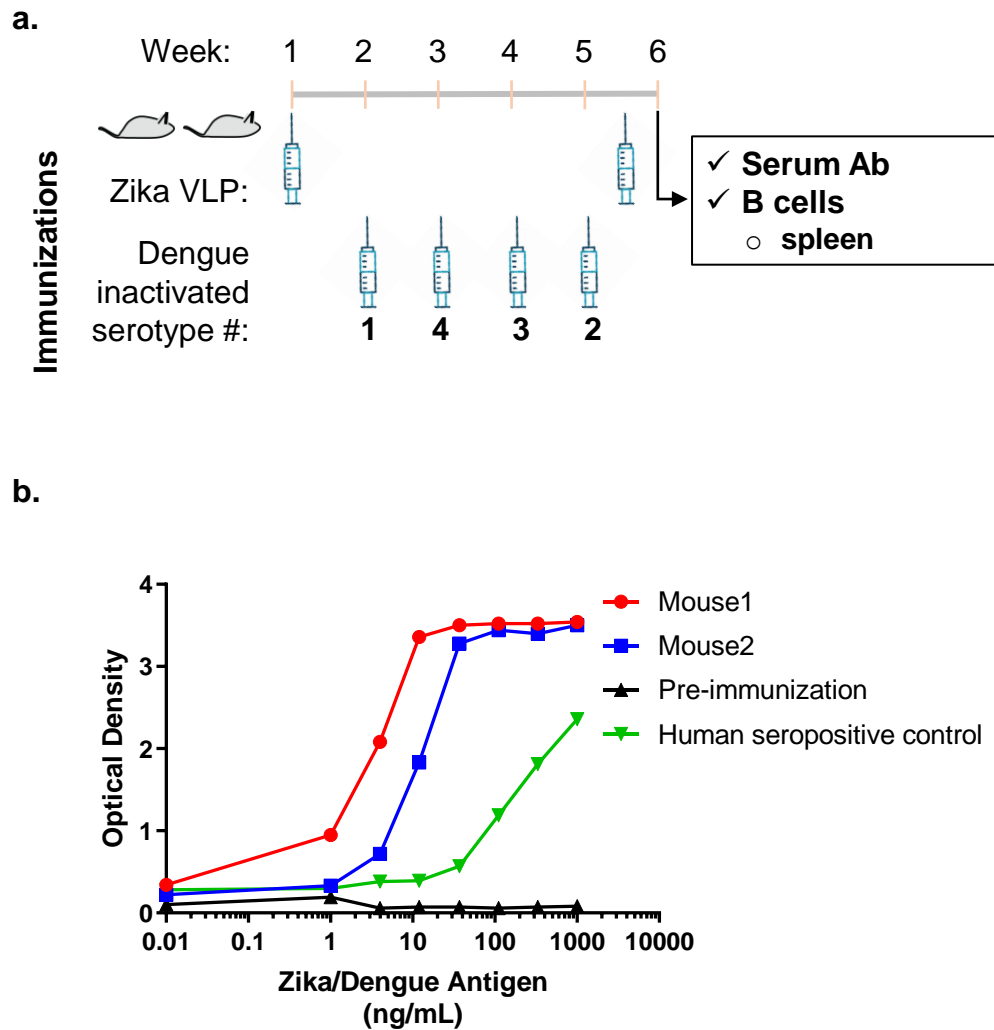 a.
Week: 1 2 3 4 5 6
Immunizations
Zika VLP:
Dengue
inactivated
serotype #: 1 4 3 2
✓ Serum Ab
✓ B cells
○ spleen
b.
Optical Density
4
3
2
1
0
0.01 1 10 100 1000 10000
Zika/Dengue Antigen
(ng/mL)
Mouse1
Mouse2
Pre-immunization
Human seropositive control